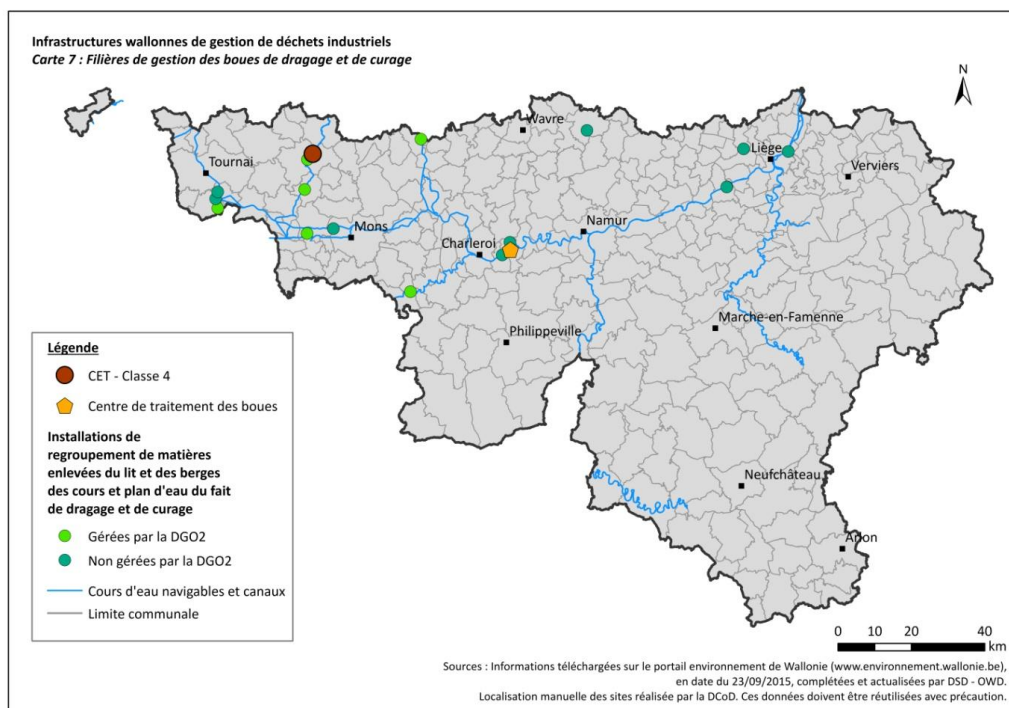 Infrastructures wallonnes de gestion de déchets industriels
Carte 7 : Filières de gestion des boues de dragage et de curage
N
Wavre
Tournai
Liège
Verviers
Mons
Namur
Charleroi
Marche-en-Famenne
Philippeville
Neufchâteau
Arlon
Légende
CET - Classe 4
Centre de traitement des boues
Installations de
regroupement de matières
enlevées du lit et des berges
des cours et plan d'eau du fait
de dragage et de curage
Gérées par la DGO2
Non gérées par la DGO2
Cours d'eau navigables et canaux
Limite communale
0 10 20 40
km
Sources : Informations téléchargées sur le portail environnement de Wallonie (www.environnement.wallonie.be),
en date du 23/09/2015, complétées et actualisées par DSD - OWD.
Localisation manuelle des sites réalisée par la DCoD. Ces données doivent être réutilisées avec précaution.